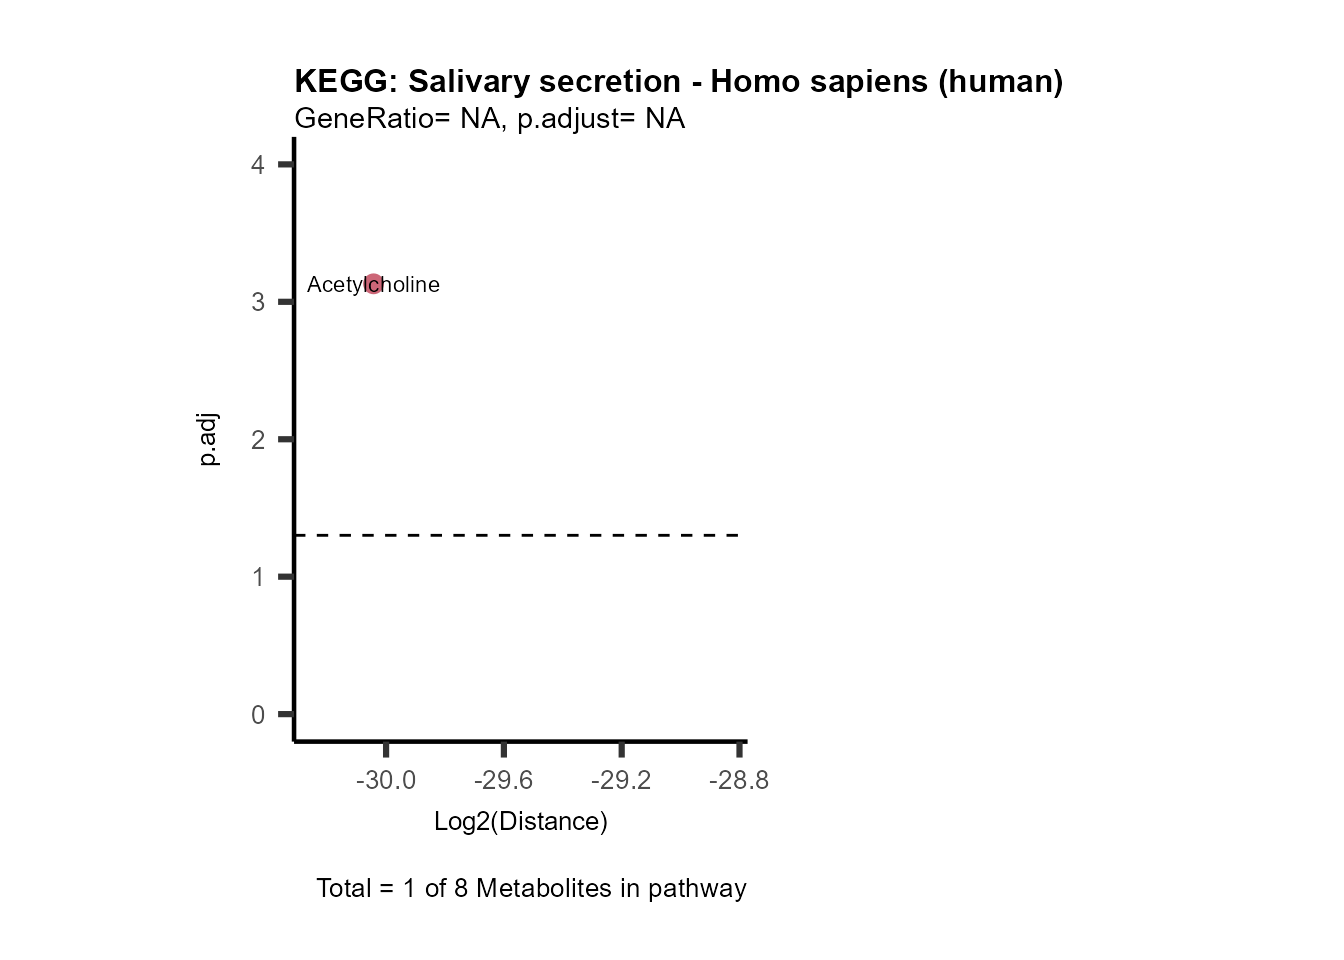 KEGG: Salivary secretion - Homo sapiens (human)
GeneRatio= NA, p.adjust= NA
4
Acetylcholine
3
p.adj
2
1
0
-30.0 -29.6 -29.2 -28.8
Log2(Distance)
Total = 1 of 8 Metabolites in pathway